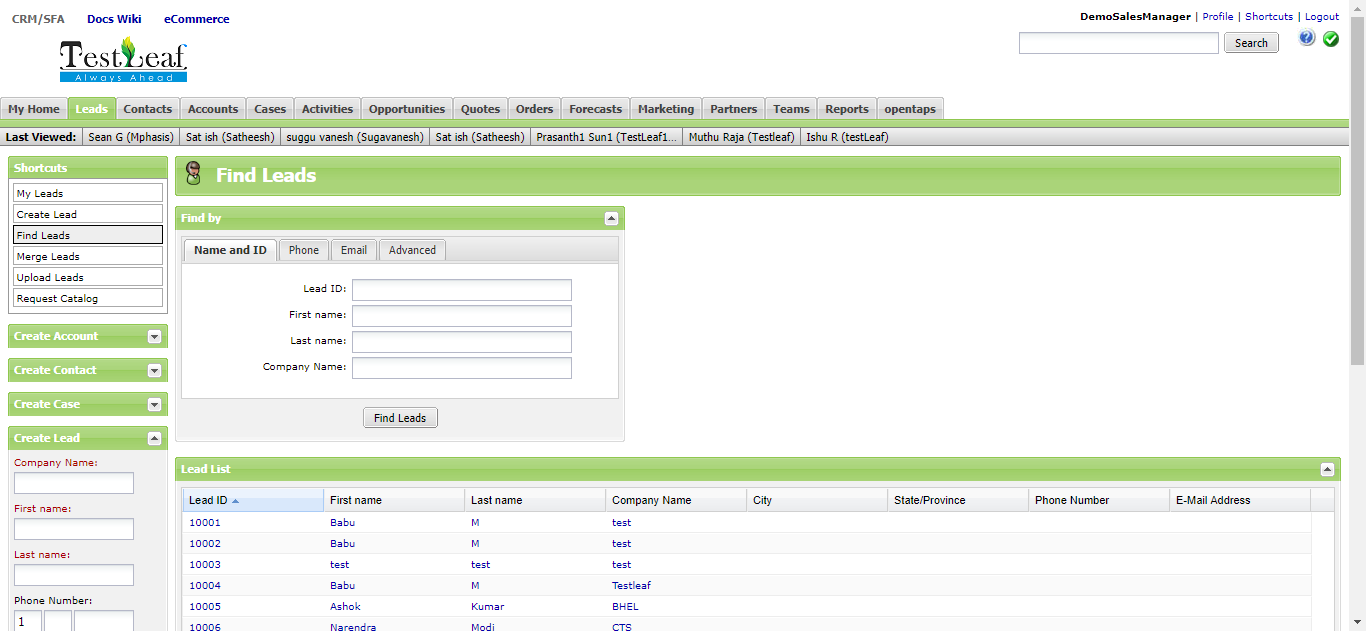 CRM/SFA Docs Wiki eCommerce
DemoSalesManager | Profile | Shortcuts | Logout
Search
TestLeaf
Always Ahead
My Home Leads Contacts Accounts Cases Activities Opportunities Quotes Orders Forecasts Marketing Partners Teams Reports opentaps
Last Viewed: Sean G (Mphasis) Sat ish (Satheesh) suggu vanesh (Sugavanesh) Sat ish (Satheesh) Prasanth1 Sun1 (TestLeaf1... Muthu Raja (Testleaf) Ishu R (testLeaf)
Shortcuts
My Leads
Create Lead
Find Leads
Merge Leads
Upload Leads
Request Catalog
Create Account
Create Contact
Create Case
Create Lead
Company Name:
First name:
Last name:
Phone Number:
1
Find Leads
Find by
Name and ID Phone Email Advanced
Lead ID:
First name:
Last name:
Company Name:
Find Leads
Lead List
Lead ID First name Last name Company Name City State/Province Phone Number E-Mail Address
10001 Babu M test
10002 Babu M test
10003 test test test
10004 Babu M Testleaf
10005 Ashok Kumar BHEL
10006 Narendra Modi CTS